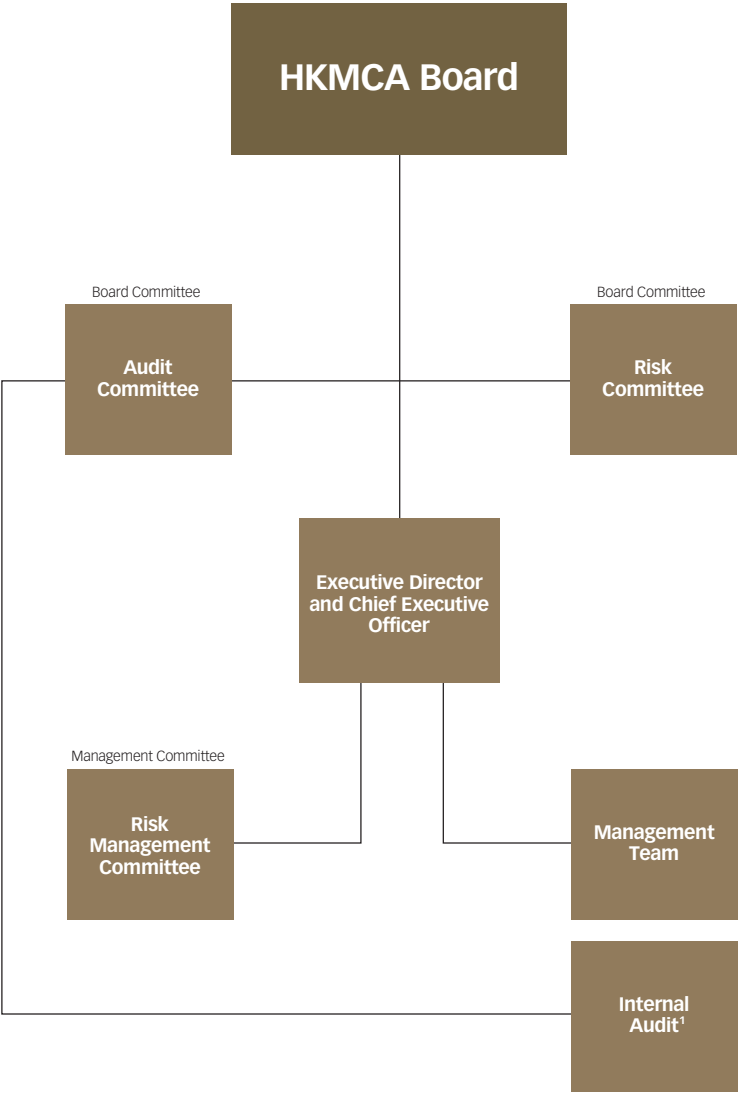 HKMCA Board
Board Committee
Audit
Committee
Board Committee
Risk
Committee
Executive Director
and Chief Executive
Officer
Management Committee
Risk
Management
Committee
Management
Team
Internal
Audit¹